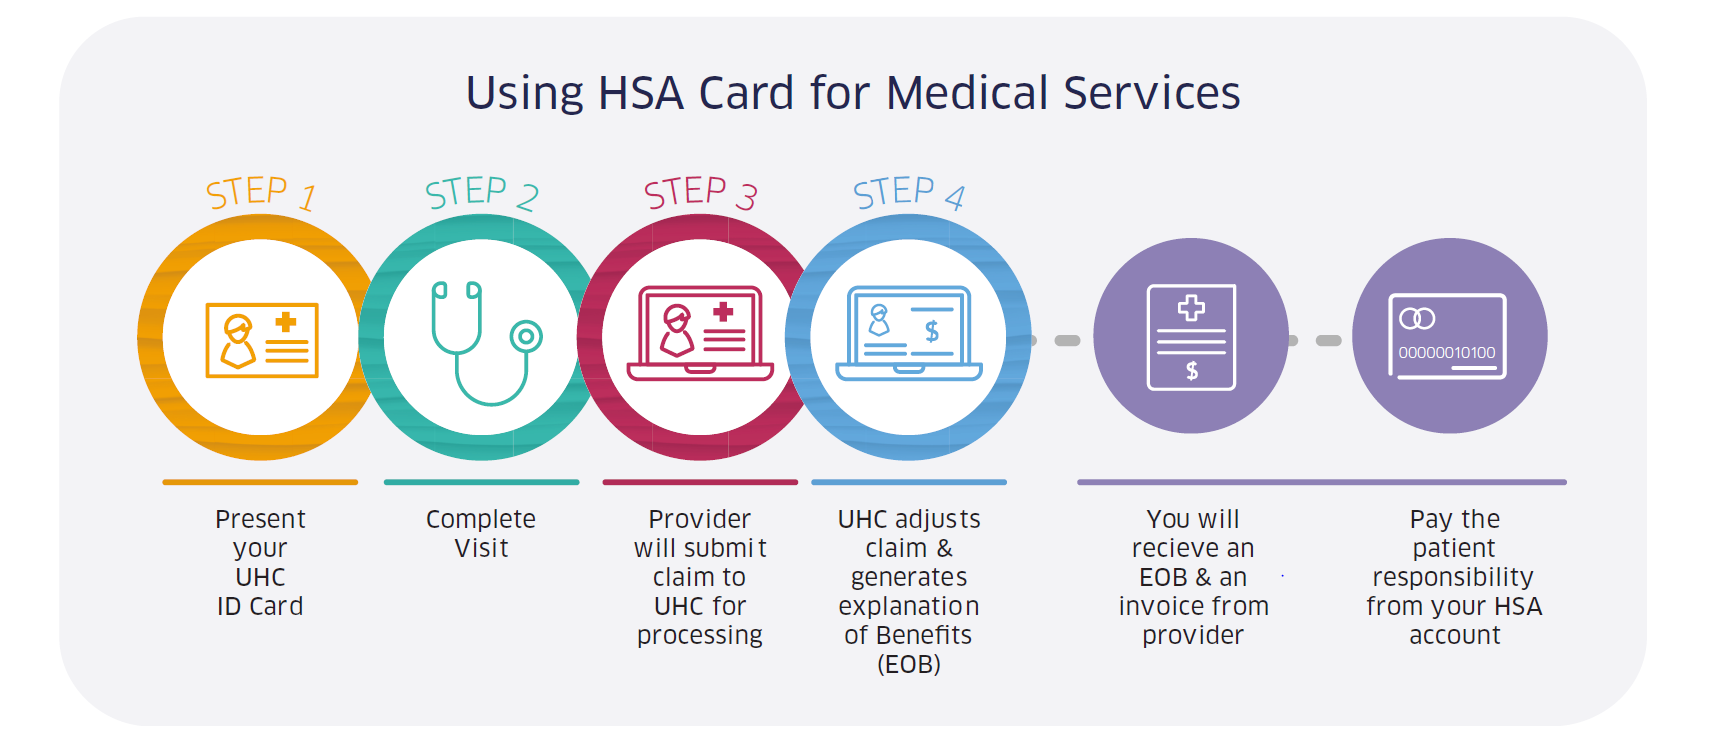 Using HSA Card for Medical Services
STEP 1
STEP 2
STEP 3
STEP 4
$
$
00000010100
Present
your
UHC
ID Card
Complete
Visit
Provider
will submit
claim to
UHC for
processing
UHC adjusts
claim &
generates
explanation
of Benefits
(EOB)
You will
recieve an
EOB & an
invoice from
provider
Pay the
patient
responsibility
from your HSA
account